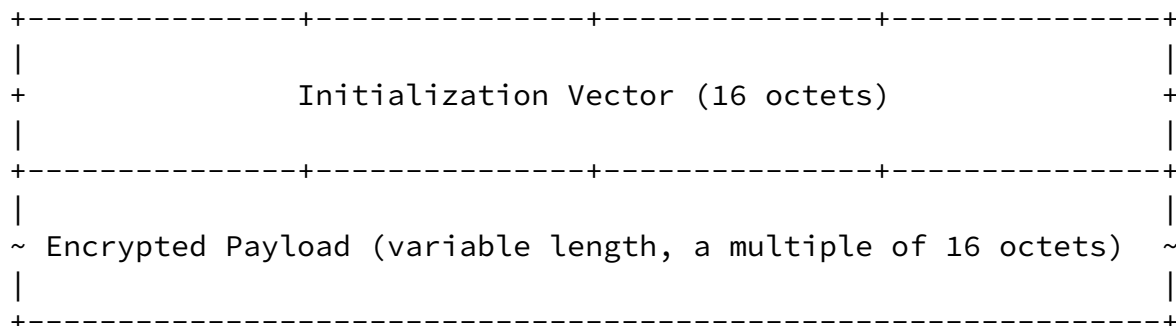 Initialization Vector (16 octets)
Encrypted Payload (variable length, a multiple of 16 octets)